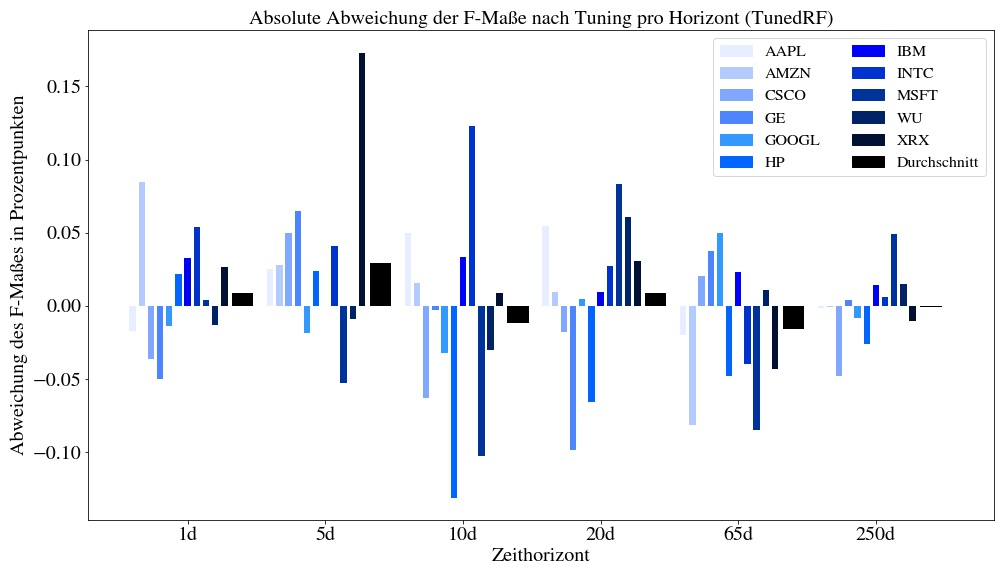 Absolute Abweichung der F-Maße nach Tuning pro Horizont (TunedRF)
Abweichung des F-Maßes in Prozentpunkten
0.15
0.10
0.05
0.00
−0.05
−0.10
AAPL
AMZN
CSCO
GE
GOOGL
HP
IBM
INTC
MSFT
WU
XRX
Durchschnitt
1d 5d 10d 20d 65d 250d
Zeithorizont